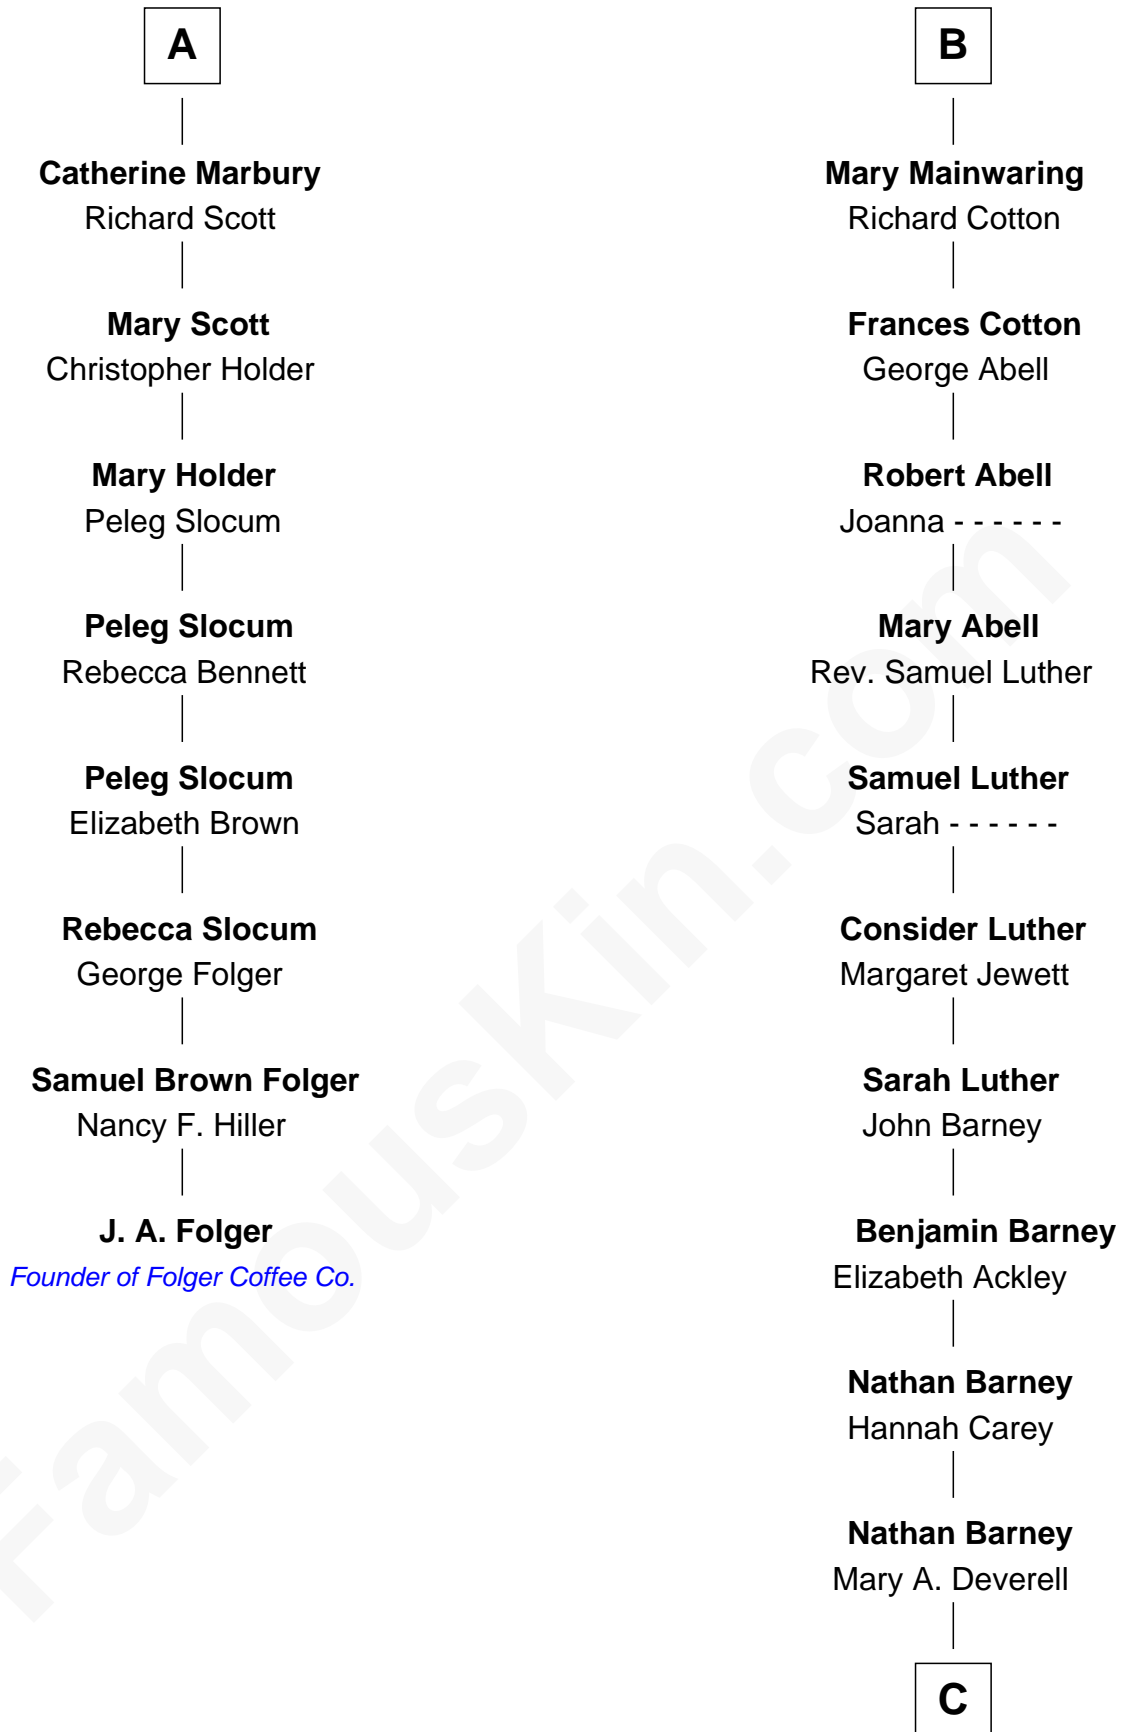 A
Catherine Marbury
Richard Scott
Mary Scott
Christopher Holder
Mary Holder
Peleg Slocum
Peleg Slocum
Rebecca Bennett
Peleg Slocum
Elizabeth Brown
Rebecca Slocum
George Folger
Samuel Brown Folger
Nancy F. Hiller
J. A. Folger
Founder of Folger Coffee Co.
B
Mary Mainwaring
Richard Cotton
Frances Cotton
George Abell
Robert Abell
Joanna - - - - - -
Mary Abell
Rev. Samuel Luther
Samuel Luther
Sarah - - - - - -
Consider Luther
Margaret Jewett
Sarah Luther
John Barney
Benjamin Barney
Elizabeth Ackley
Nathan Barney
Hannah Carey
Nathan Barney
Mary A. Deverell
C
FamousKin.com